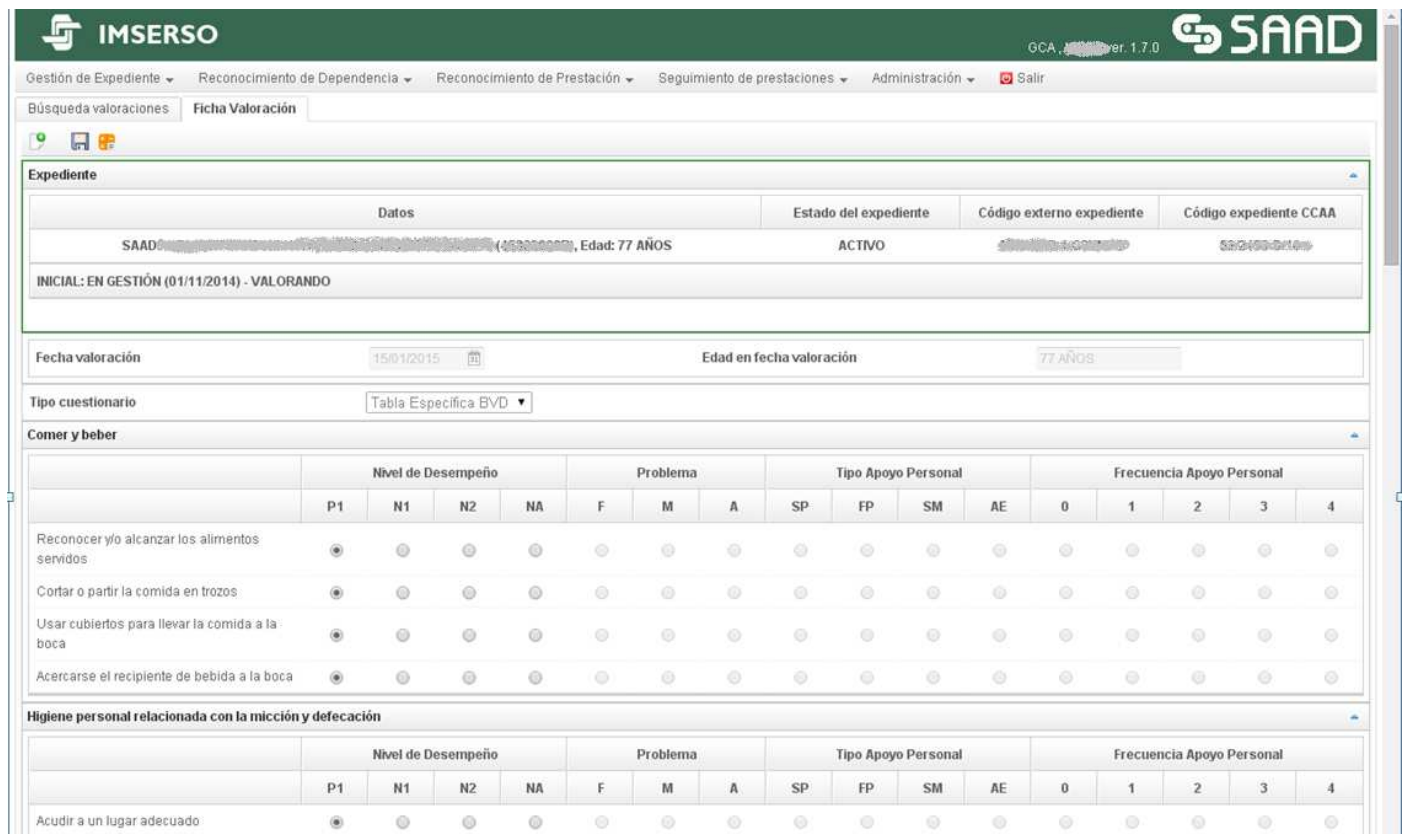 IMSERSO
GCA, ver. 1.7.0
SAAD
Gestión de Expediente Reconocimiento de Dependencia Reconocimiento de Prestación Seguimiento de prestaciones Administración Salir
Búsqueda valoraciones Ficha Valoración
Expediente
Datos Estado del expediente Código externo expediente Código expediente CCAA
SAAD , Edad: 77 AÑOS ACTIVO
INICIAL: EN GESTIÓN (01/11/2014) - VALORANDO
Fecha valoración 15/01/2015 Edad en fecha valoración 77 AÑOS
Tipo cuestionario Tabla Específica BVD
Comer y beber
Nivel de Desempeño Problema Tipo Apoyo Personal Frecuencia Apoyo Personal
P1 N1 N2 NA F M A SP FP SM AE 0 1 2 3 4
Reconocer y/o alcanzar los alimentos
servidos
Cortar o partir la comida en trozos
Usar cubiertos para llevar la comida a la
boca
Acercarse el recipiente de bebida a la boca
Higiene personal relacionada con la micción y defecación
Nivel de Desempeño Problema Tipo Apoyo Personal Frecuencia Apoyo Personal
P1 N1 N2 NA F M A SP FP SM AE 0 1 2 3 4
Acudir a un lugar adecuado